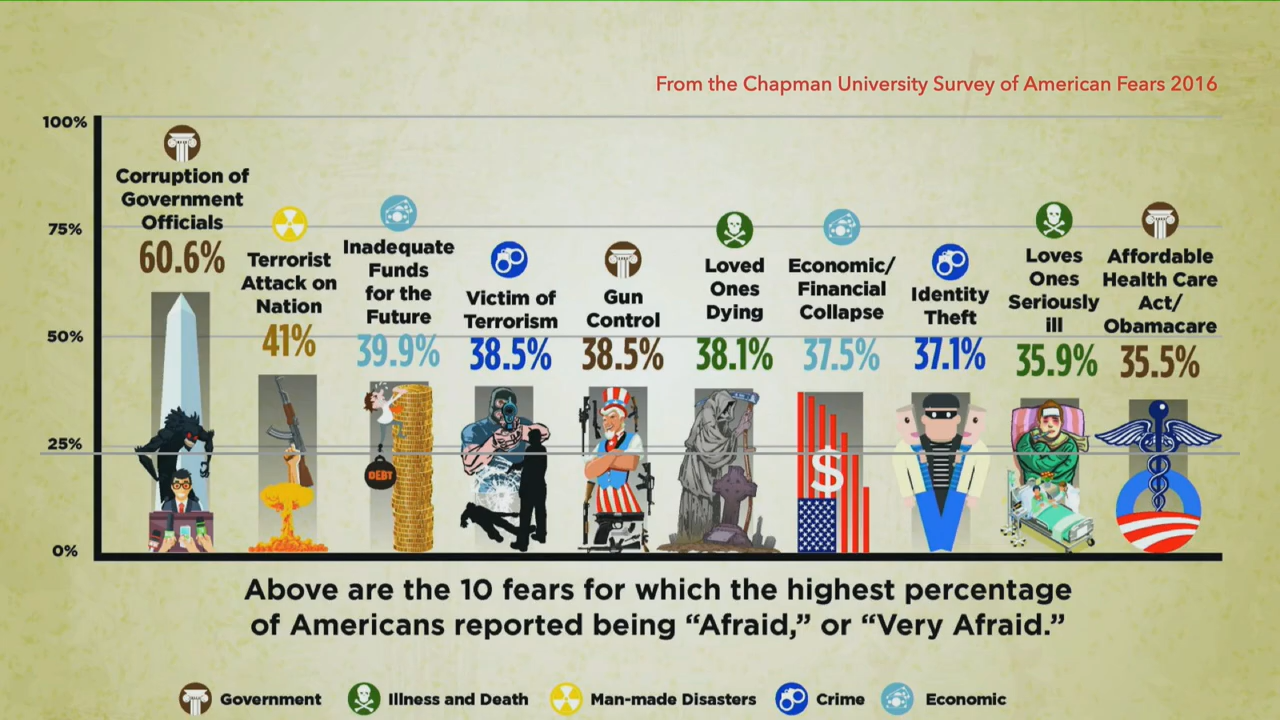 From the Chapman University Survey of American Fears 2016
100%
75%
50%
25%
0%
Corruption of
Government
Officials
60.6%
Terrorist
Attack on
Nation
41%
Inadequate
Funds
for the
Future
39.9%
Victim of
Terrorism
38.5%
Gun
Control
38.5%
Loved
Ones
Dying
38.1%
Economic/
Financial
Collapse
37.5%
Identity
Theft
37.1%
Loves
Ones
Seriously
ill
35.9%
Affordable
Health Care
Act/
Obamacare
35.5%
DEBT
$
Above are the 10 fears for which the highest percentage
of Americans reported being “Afraid,” or “Very Afraid.”
Government
Illness and Death
Man-made Disasters
Crime
Economic